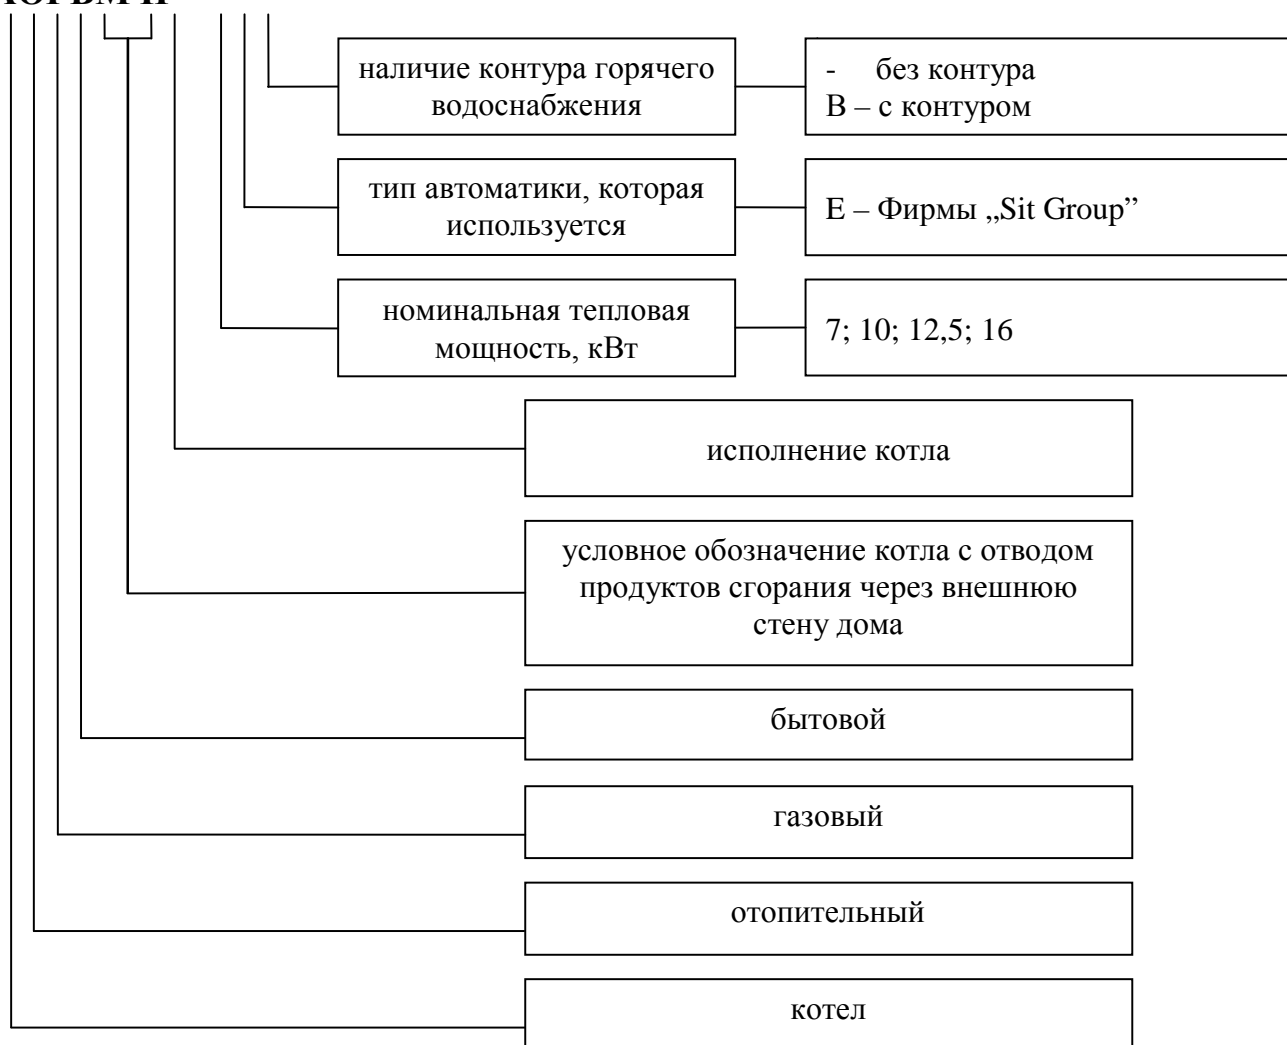 наличие контура горячего
водоснабжения
- без контура
В – с контуром
тип автоматики, которая
используется
Е – Фирмы „Sit Group”
номинальная тепловая
мощность, кВт
7; 10; 12,5; 16
исполнение котла
условное обозначение котла с отводом
продуктов сгорания через внешнюю
стену дома
бытовой
газовый
отопительный
котел